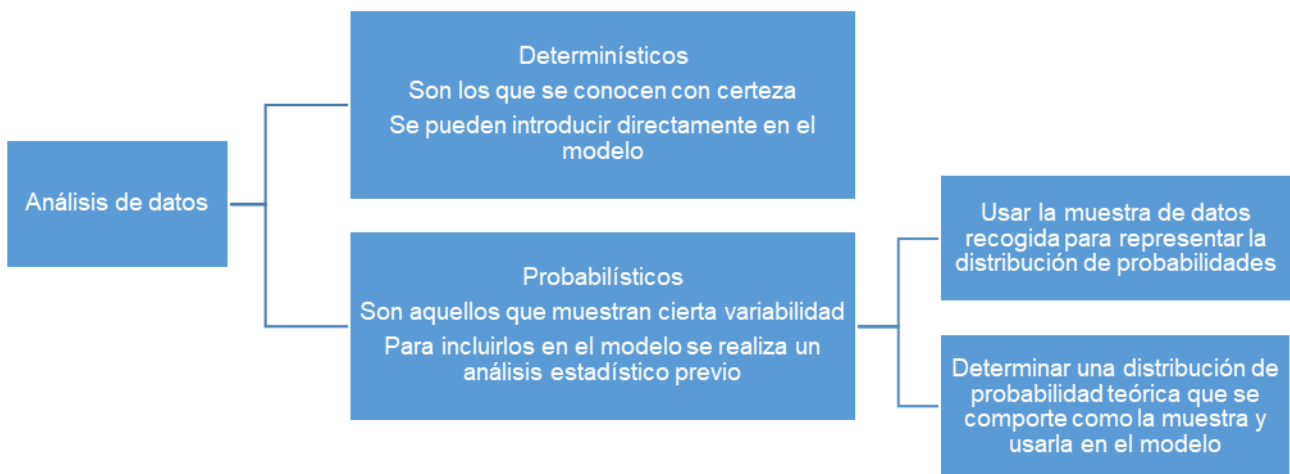 Análisis de datos
Determinísticos
Son los que se conocen con certeza
Se pueden introducir directamente en el
modelo
Probabilísticos
Son aquellos que muestran cierta variabilidad
Para incluirlos en el modelo se realiza un
análisis estadístico previo
Usar la muestra de datos
recogida para representar la
distribución de probabilidades
Determinar una distribución de
probabilidad teórica que se
comporte como la muestra y
usarla en el modelo